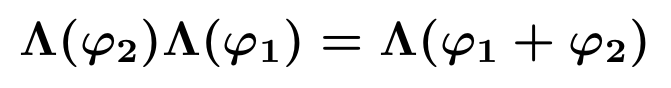 Λ(φ₂)Λ(φ₁) = Λ(φ₁ + φ₂)